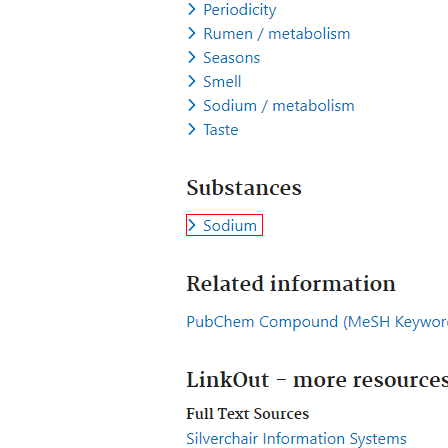 Periodicity
Rumen / metabolism
Seasons
Smell
Sodium / metabolism
Taste
Substances
Sodium
Related information
PubChem Compound (MeSH
LinkOut - more resources
Full Text Sources
Silverchair Information Systems